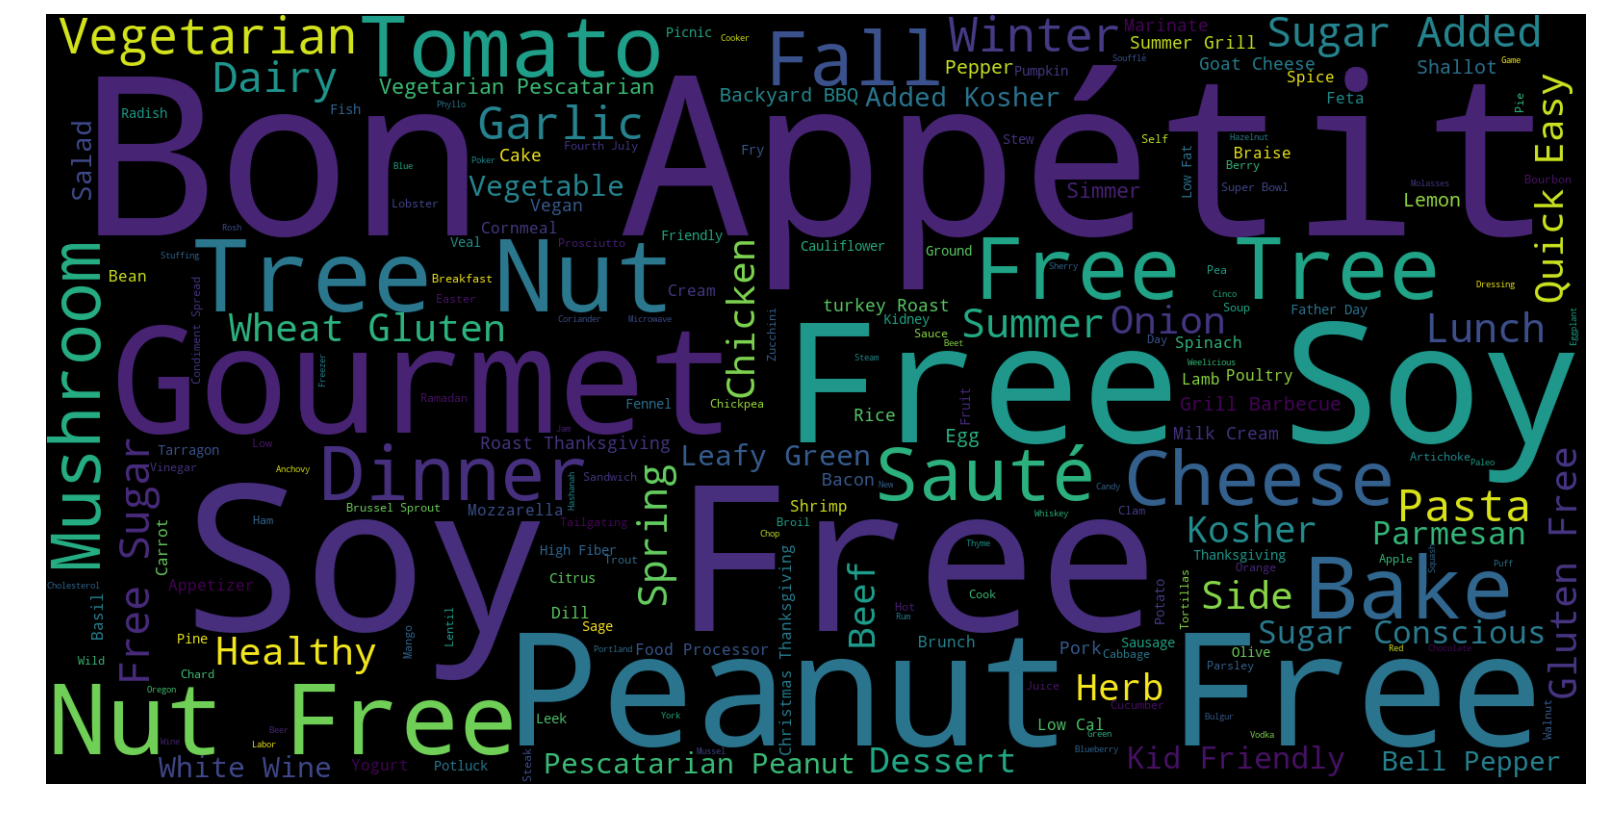 Vegetarian
Tomato
Picnic
Cooker
Fall
Winter
Marinate
Summer Grill
Sugar Added
Dairy
Vegetarian Pescatarian
Pepper
Pumpkin
Soufflé
Goat Cheese
Spice
Shallot
Game
Backyard BBQ
Added Kosher
Feta
Radish
Fish
Phyllo
Garlic
Bon Appétit
Salad
Cake
Fourth July
Poker
Blue
Fry
Stew
Self
Hazelnut
Braise
Berry
Low Fat
Super Bowl
Molasses
Bourbon
Pie
Quick Easy
Vegetable
Vegan
Lobster
Simmer
Lemon
Rosh
Cornmeal
Stuffing
Veal
Prosciutto
Friendly
Cauliflower
Ground
Mushroom
Bean
Tree Nut
Breakfast
Cream
Chicken
Free Tree
Sherry
Pea
Cinco
Dressing
Condiment Spread
Easter
Coriander
Microwave
turkey Roast
Kidney
Soup
Father Day
Wheat Gluten
Zucchini
Summer
Onion
Sauce
Beet
Day
Spinach
Lunch
Eggplant
Gourmet
Freezer
Ramadan
Fennel
Chickpea
Jam
Free Soy
Steam
Weelicious
Lamb
Poultry
Rice
Fruit
Grill Barbecue
Egg
Milk Cream
Tarragon
Low
Roast Thanksgiving
Leafy Green
Vinegar
Anchovy
Dinner
Sandwich
Hashanah
Spring
Bacon
New
Sauté
Candy
Cheese
Artichoke
Paleo
Free Sugar
Brussel Sprout
Mozzarella
Shrimp
Clam
Pasta
Ham
Tailgating
Broil
Chop
Whiskey
Kosher
Parmesan
Gluten Free
Carrot
Soy Free
High Fiber
Trout
Thyme
Thanksgiving
Apple
Squash
Puff
Orange
Cholesterol
Appetizer
Citrus
Cook
Bake
Basil
Lentil
Dill
Christmas Thanksgiving
Beef
Hot
Rum
Potato
Tortillas
Side
Pine
Healthy
Mango
Sage
Portland
Food Processor
Brunch
Pork
Sausage
Cabbage
Sugar Conscious
Olive
Red
Chocolate
Wild
Chard
Parsley
Peanut Free
Nut Free
Oregon
Juice
Herb
Cucumber
Leek
York
Low Cal
Green
Bulgur
Walnut
Beer
Wine
Labor
Mussel
Blueberry
Vodka
White Wine
Yogurt
Potluck
Steak
Pescatarian Peanut
Dessert
Kid Friendly
Bell Pepper